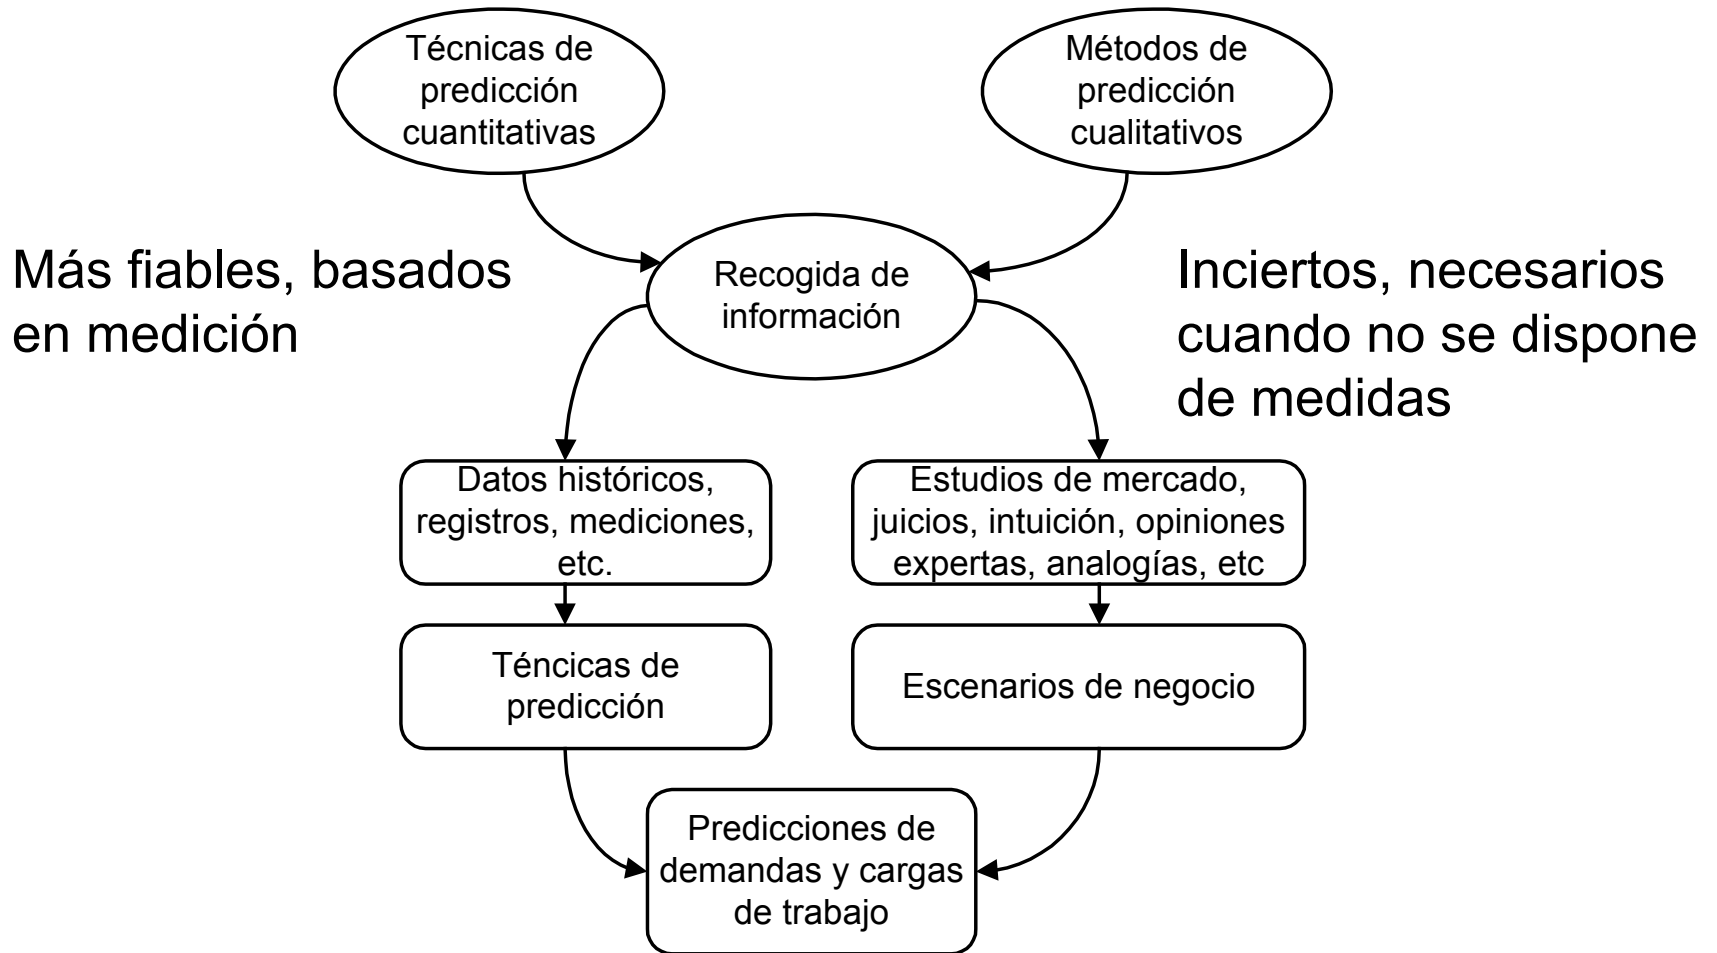 Técnicas de
predicción
cuantitativas
Métodos de
predicción
cualitativos
Más fiables, basados
en medición
Recogida de
información
Inciertos, necesarios
cuando no se dispone
de medidas
Datos históricos,
registros, mediciones,
etc.
Estudios de mercado,
juicios, intuición, opiniones
expertas, analogías, etc
Téncicas de
predicción
Escenarios de negocio
Predicciones de
demandas y cargas
de trabajo